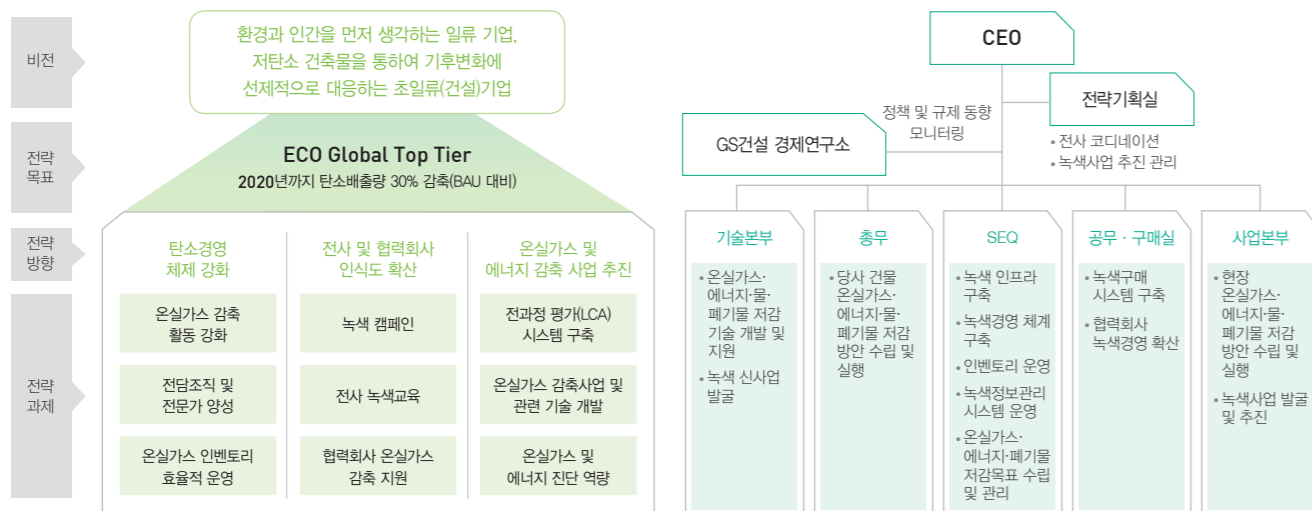 비전
환경과 인간을 먼저 생각하는 일류 기업,
저탄소 건축물을 통하여 기후변화에
선제적으로 대응하는 초일류(건설)기업
전략
목표
ECO Global Top Tier
2020년까지 탄소배출량 30% 감축(BAU 대비)
전략
방향
탄소경영
체제 강화
전사 및 협력회사
인식도 확산
온실가스 및
에너지 감축 사업 추진
전략
과제
온실가스 감축
활동 강화
녹색 캠페인
전과정 평가(LCA)
시스템 구축
전담조직 및
전문가 양성
전사 녹색교육
온실가스 감축사업 및
관련 기술 개발
온실가스 인벤토리
효율적 운영
협력회사 온실가스
감축 지원
온실가스 및
에너지 진단 역량
CEO
전략기획실
• 전사 코디네이션
• 녹색사업 추진 관리
정책 및 규제 동향
모니터링
GS건설 경제연구소
기술본부
• 온실가스·
에너지·물·
폐기물 저감
기술 개발 및
지원
• 녹색 신사업
발굴
총무
• 당사 건물
온실가스·
에너지·물·
폐기물 저감
방안 수립 및
실행
SEQ
• 녹색 인프라
구축
• 녹색경영 체계
구축
• 인벤토리 운영
• 녹색정보관리
시스템 운영
• 온실가스·
에너지·폐기물
저감목표 수립
및 관리
공무 · 구매실
• 녹색구매
시스템 구축
• 협력회사
녹색경영 확산
사업본부
• 현장
온실가스·
에너지·물·
폐기물 저감
방안 수립 및
실행
• 녹색사업 발굴
및 추진